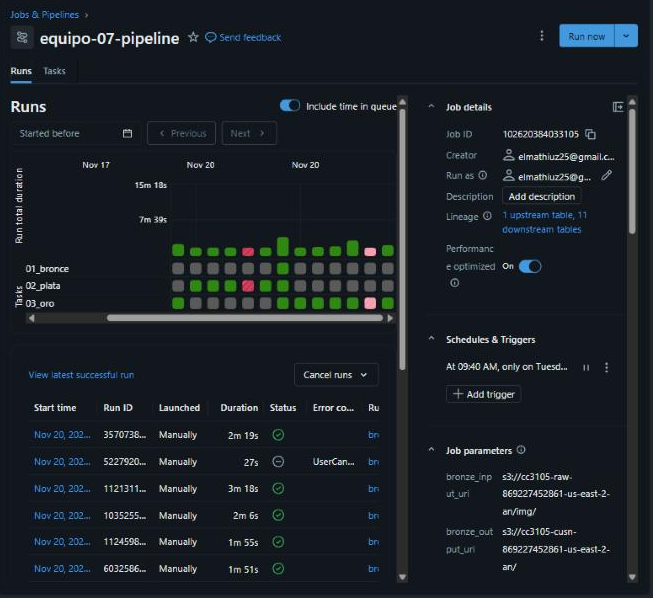 Jobs & Pipelines >
equipo-07-pipeline
Send feedback
Run now
Runs
Tasks
Runs
Include time in queue
Started before
< Previous
Next >
Nov 17
Nov 20
Nov 20
Run total duration
15m 18s
7m 39s
Tasks
01_bronce
02_plata
03_oro
View latest successful run
Cancel runs
Start time Run ID Launched Duration Status Error co... Ru
Nov 20, 202... 3570738... Manually 2m 19s br
Nov 20, 202... 5227920... Manually 27s UserCan... br
Nov 20, 202... 1121311... Manually 3m 18s br
Nov 20, 202... 1035255... Manually 2m 6s br
Nov 20, 202... 1124598... Manually 1m 55s br
Nov 20, 202... 6032586... Manually 1m 51s br
Job details
Job ID 102620384033105
Creator elmathiuz25@gmail.c...
Run as elmathiuz25@g...
Description Add description
Lineage 1 upstream table, 11
downstream tables
Performanc
e optimized On
Schedules & Triggers
At 09:40 AM, only on Tuesd...
+ Add trigger
Job parameters
bronze_inp s3://cc3105-raw-
ut_uri 869227452861-us-east-2-
an/img/
bronze_out s3://cc3105-cusn-
put_uri 869227452861-us-east-2-
an/